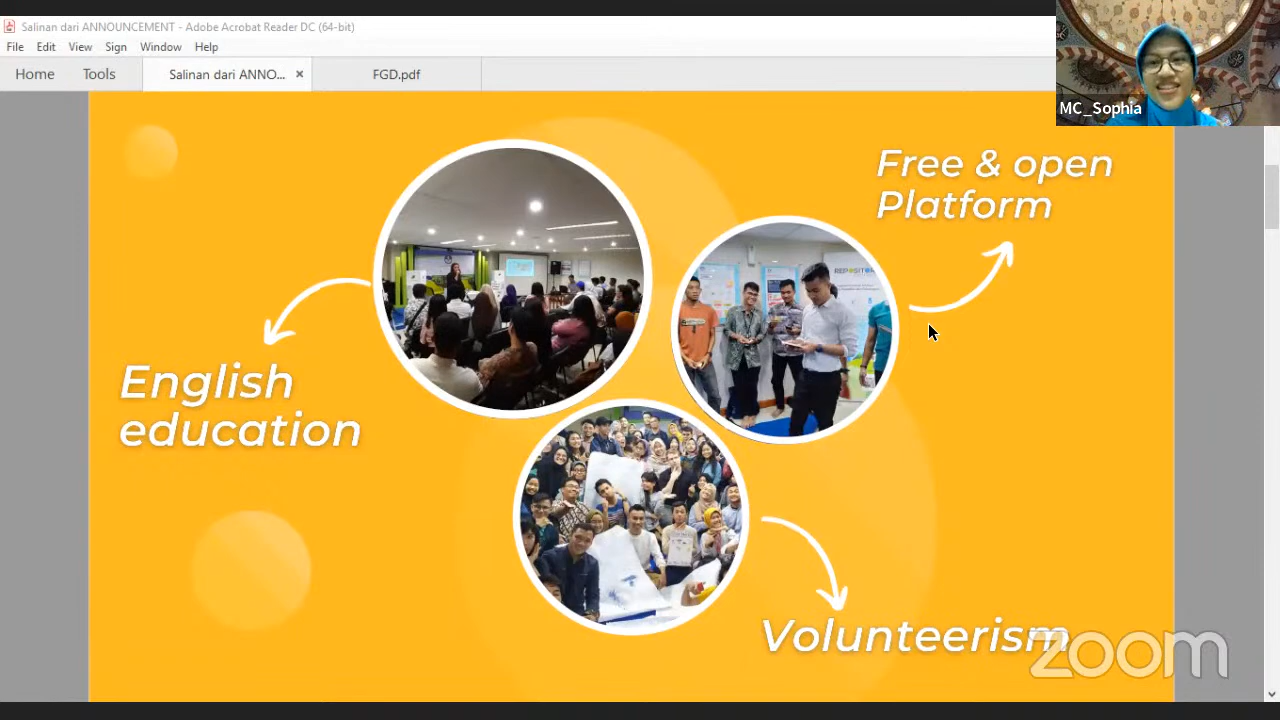 Salinan dari ANNOUNCEMENT - Adobe Acrobat Reader DC (64-bit)
File Edit View Sign Window Help
Home Tools Salinan dari ANNO... × FGD.pdf
MC_Sophia
Free & open
Platform
English
education
Volunteerism
zoom